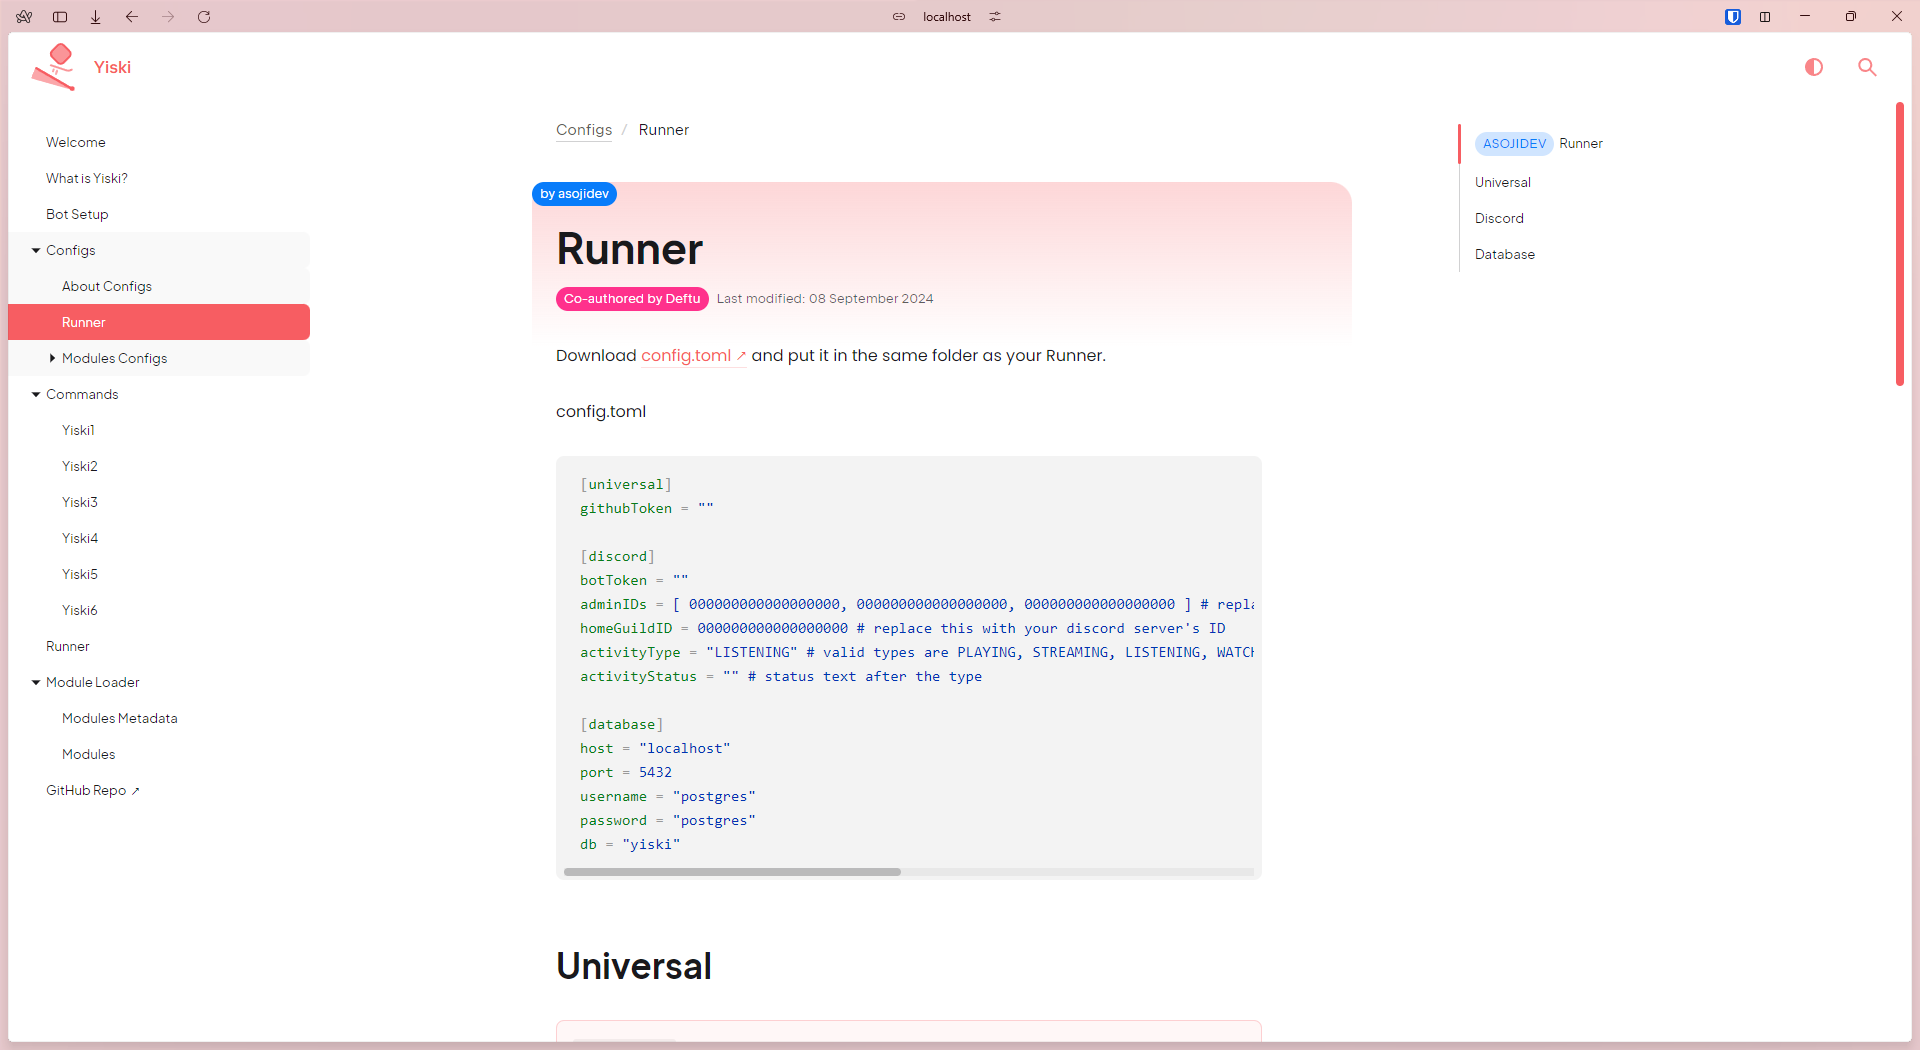 localhost
Yiski
Welcome
What is Yiski?
Bot Setup
Configs
About Configs
Runner
Modules Configs
Commands
Yiski1
Yiski2
Yiski3
Yiski4
Yiski5
Yiski6
Runner
Module Loader
Modules Metadata
Modules
GitHub Repo ↗
Configs / Runner
by asojidev
Runner
Co-authored by Deftu Last modified: 08 September 2024
Download config.toml ↗ and put it in the same folder as your Runner.
config.toml
[universal]
githubToken = ""
[discord]
botToken = ""
adminIDs = [ 000000000000000000, 000000000000000000, 000000000000000000 ] # repla
homeGuildID = 000000000000000000 # replace this with your discord server's ID
activityType = "LISTENING" # valid types are PLAYING, STREAMING, LISTENING, WATCH
activityStatus = "" # status text after the type
[database]
host = "localhost"
port = 5432
username = "postgres"
password = "postgres"
db = "yiski"
Universal
ASOJIDEV Runner
Universal
Discord
Database